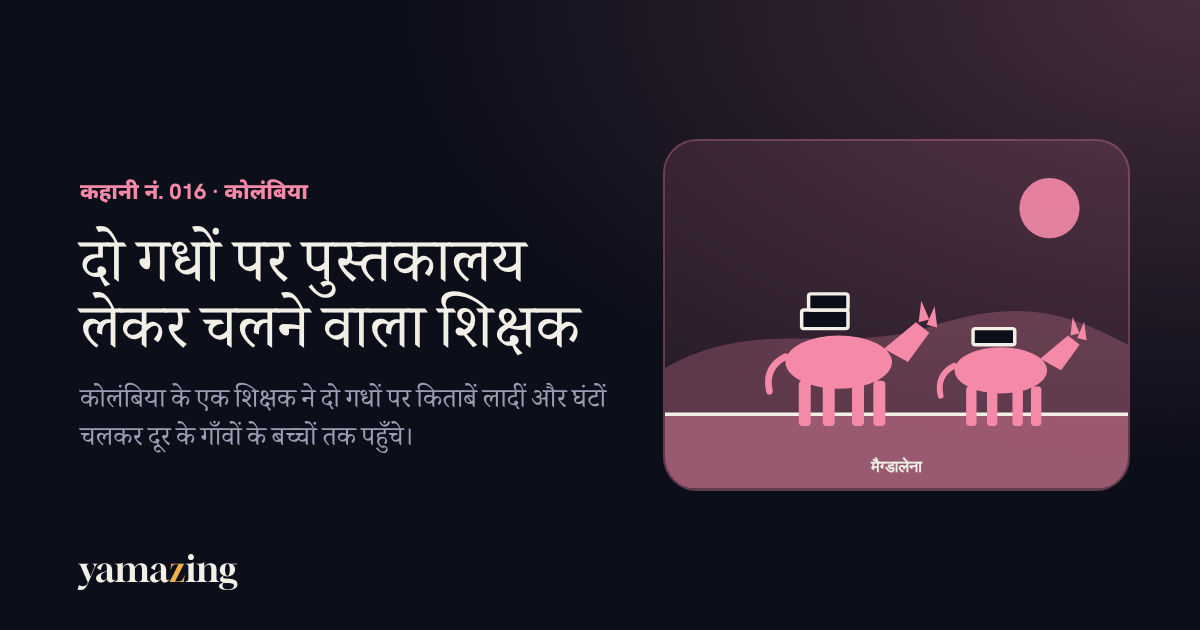 कहानी नं. 016 · कोलंबिया
दो गधों पर पुस्तकालय
लेकर चलने वाला शिक्षक
कोलंबिया के एक शिक्षक ने दो गधों पर किताबें लादीं और घंटों
चलकर दूर के गाँवों के बच्चों तक पहुँचे।
मैग्डालेना
yamazing